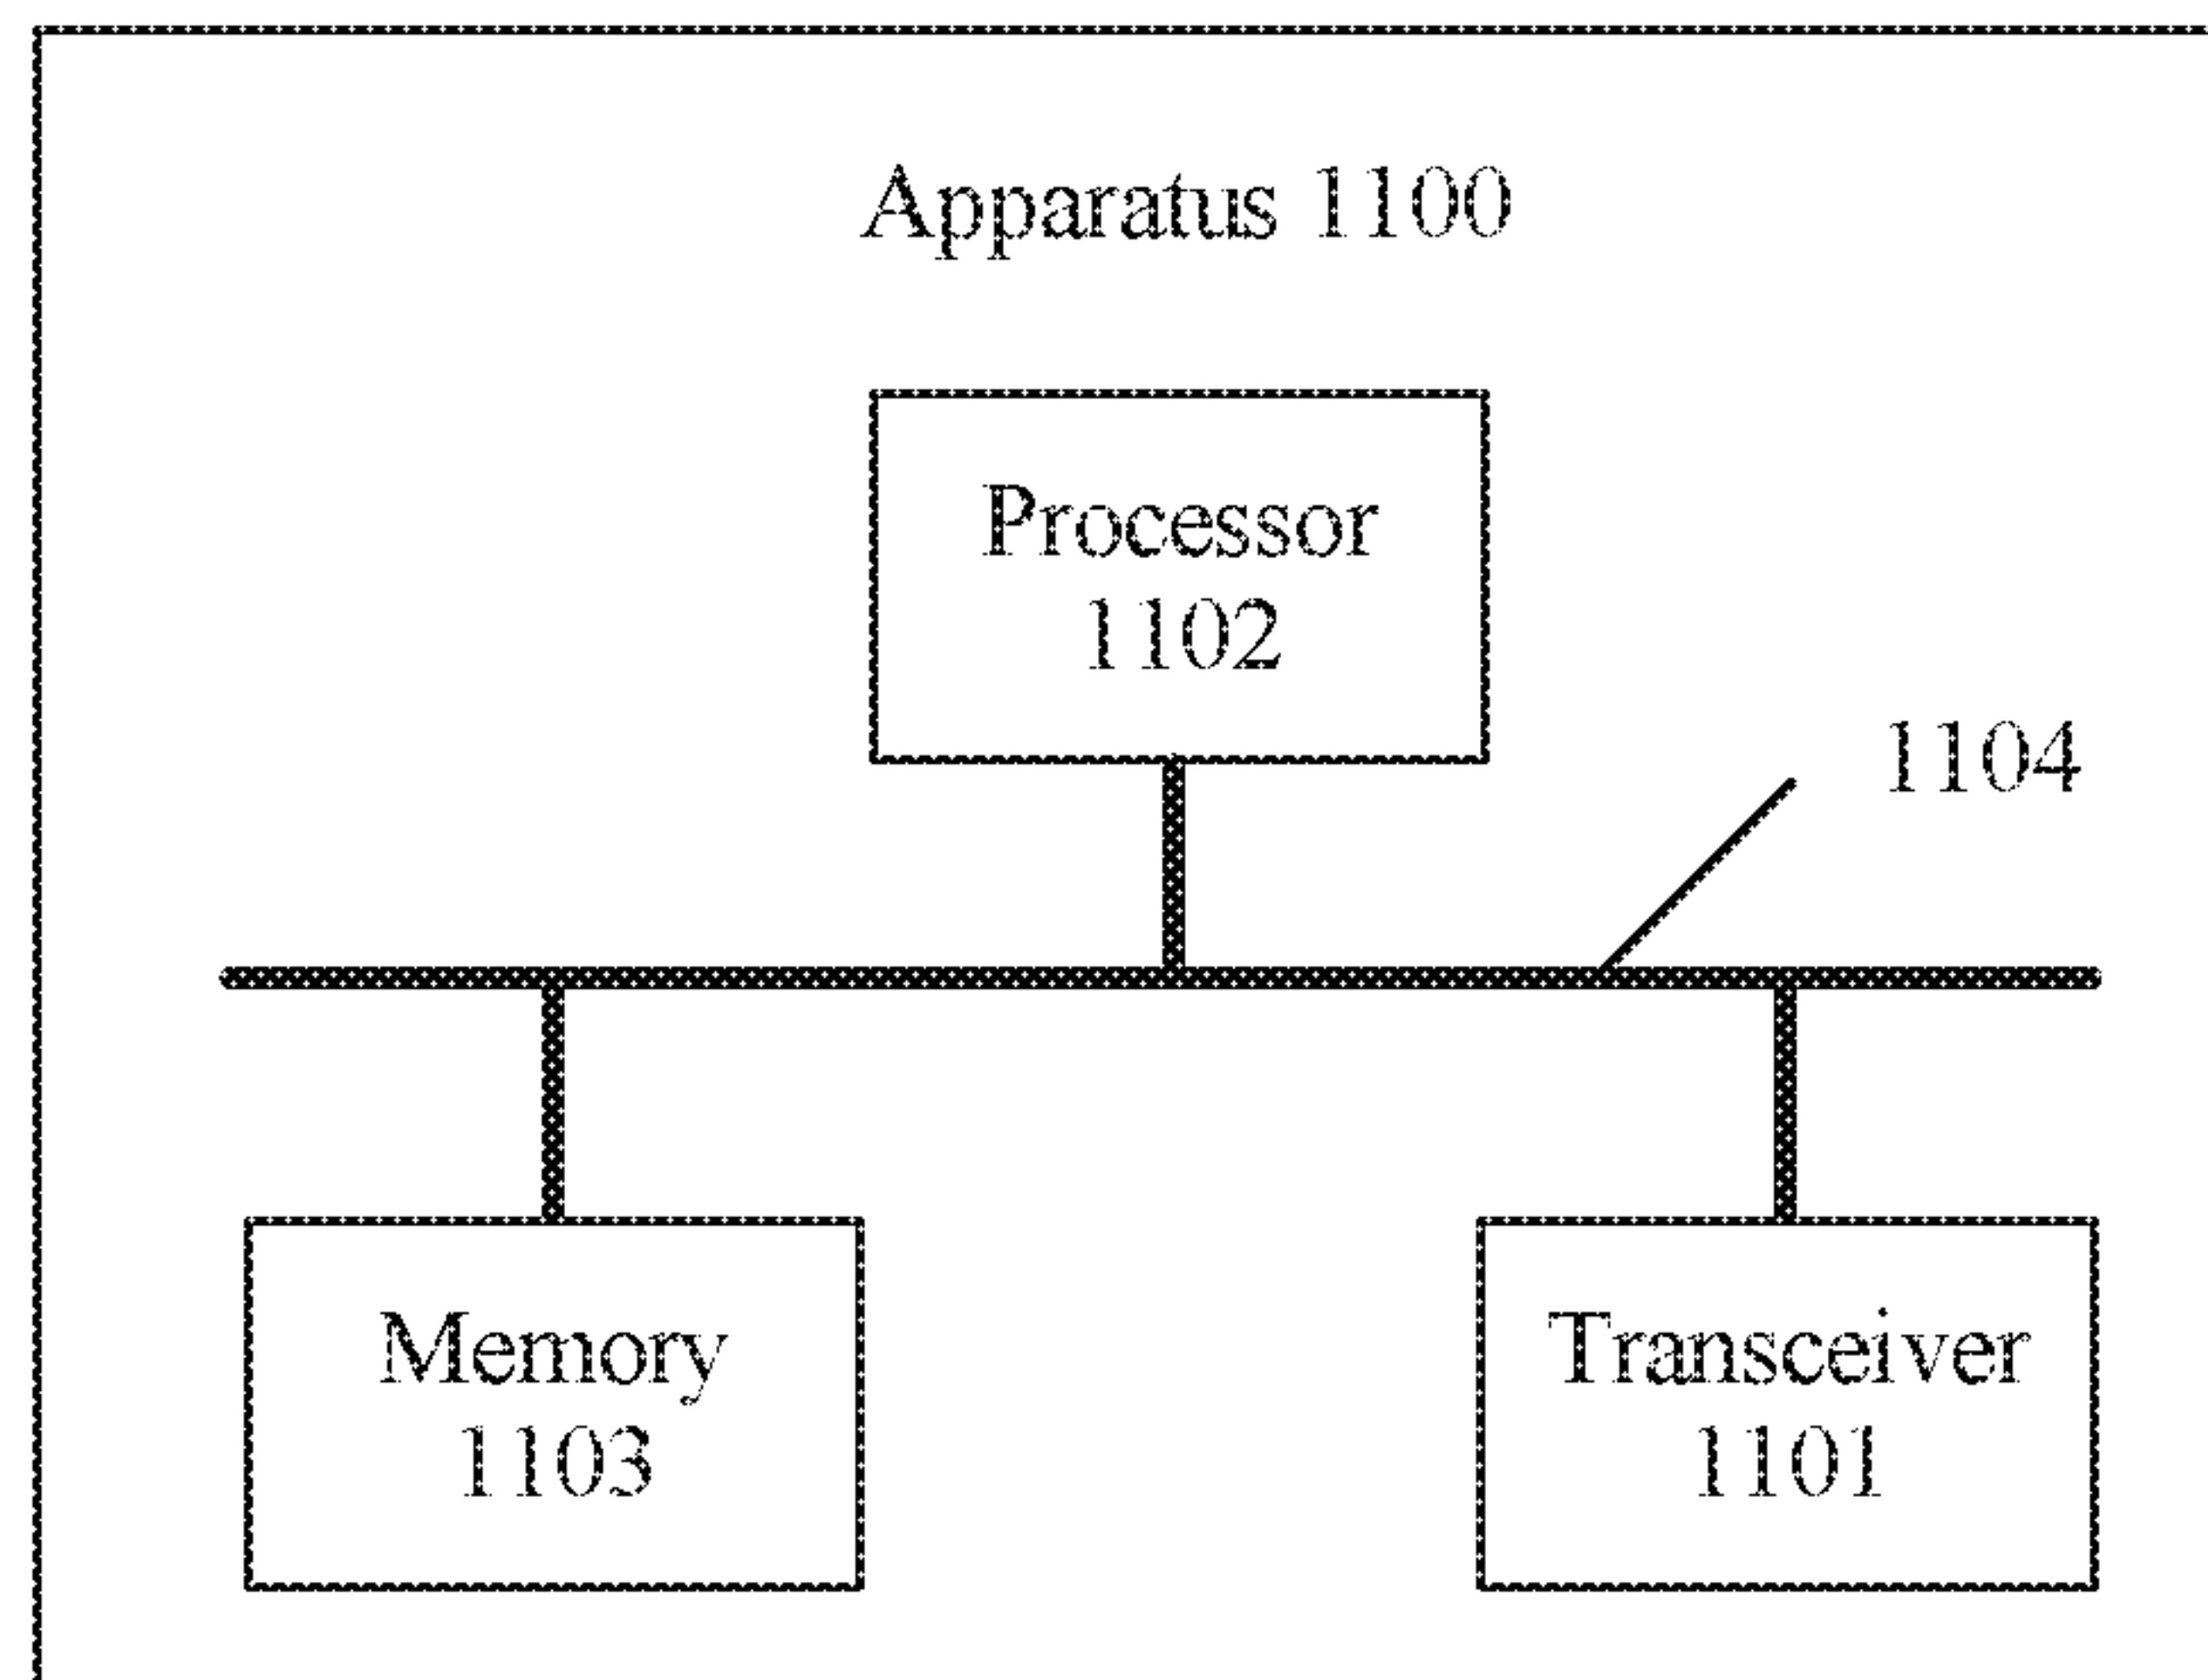 Apparatus 1100
Processor
1102
1104
Memory
1103
Transceiver
1101